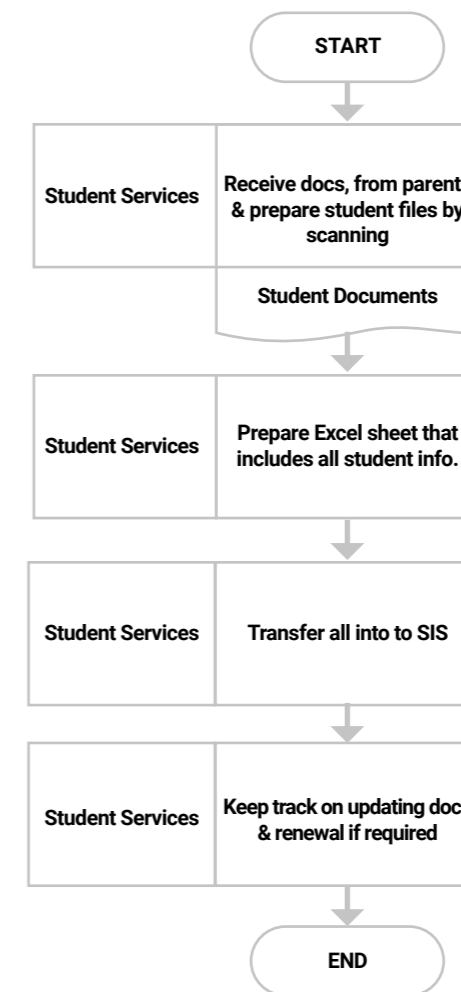 START
Student Services
Receive docs, from parent
& prepare student files by
scanning
Student Documents
Student Services
Prepare Excel sheet that
includes all student info.
Student Services
Transfer all into to SIS
Student Services
Keep track on updating doc
& renewal if required
END